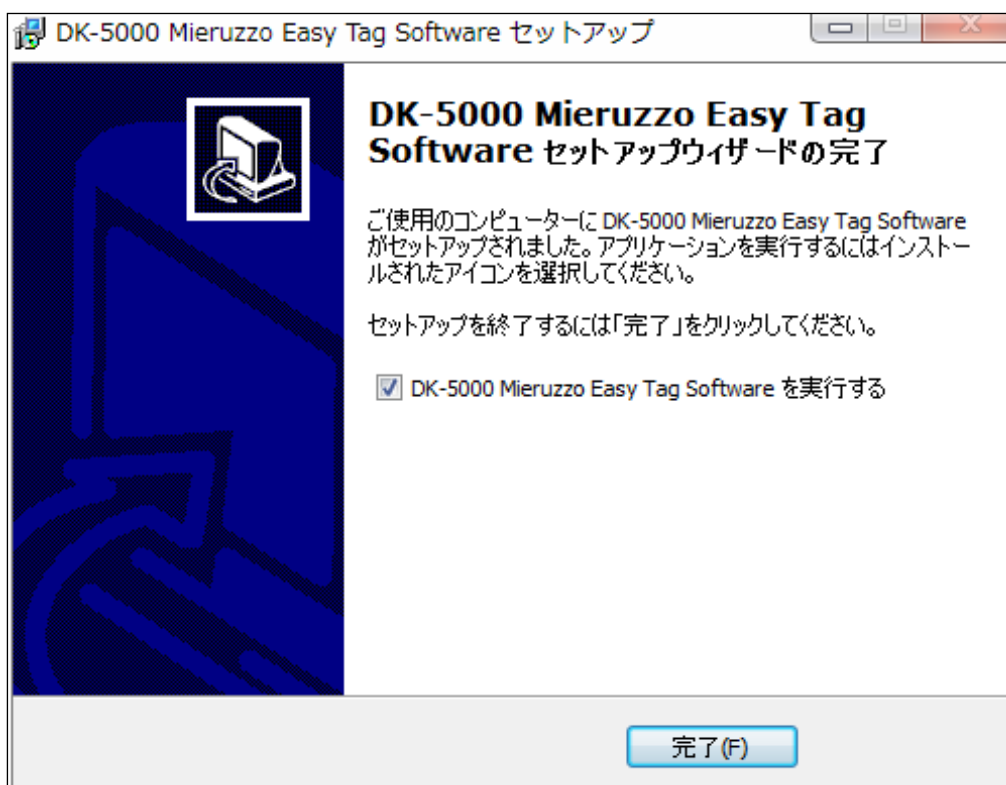 DK-5000 Mieruzzo Easy Tag Software セットアップ
DK-5000 Mieruzzo Easy Tag
Software セットアップウィザードの完了
ご使用のコンピューターに DK-5000 Mieruzzo Easy Tag Software
がセットアップされました。アプリケーションを実行するにはインストー
ルされたアイコンを選択してください。
セットアップを終了するには「完了」をクリックしてください。
DK-5000 Mieruzzo Easy Tag Software を実行する
完了(F)